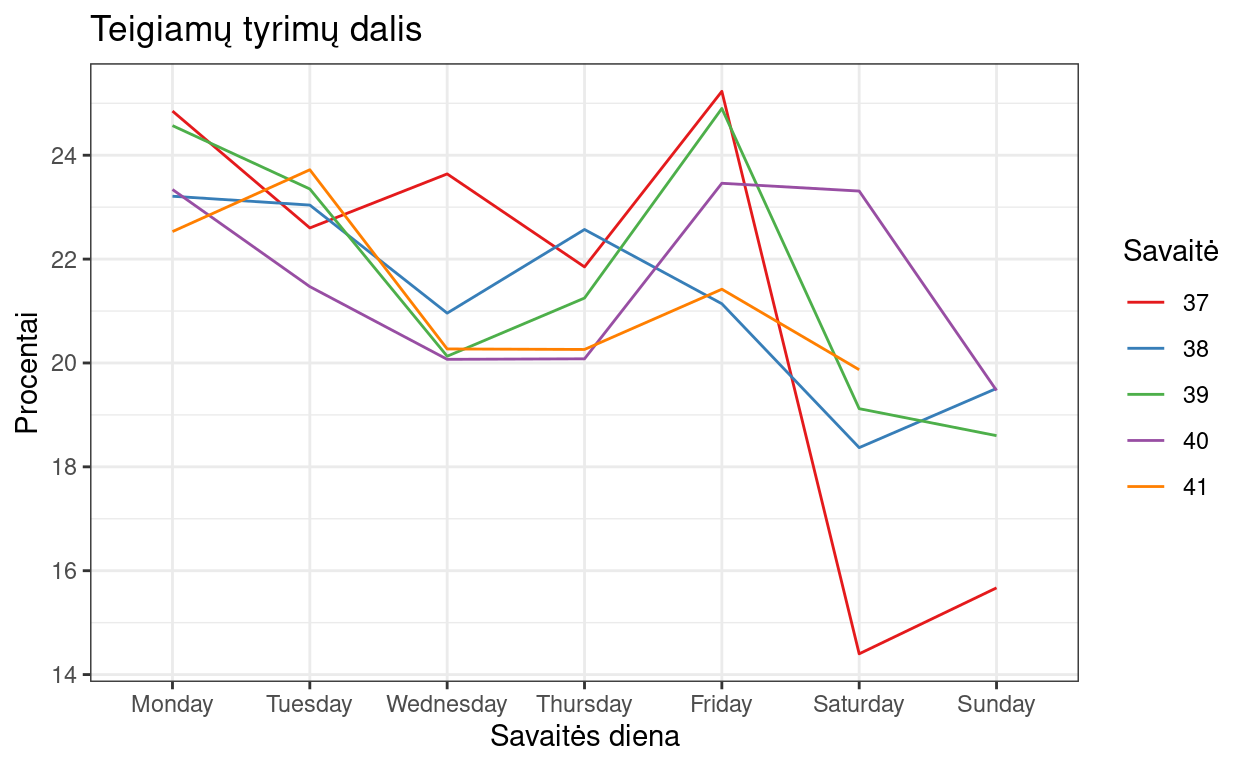 Teigiamų tyrimų dalis
Procentai
24
22
20
18
16
14
Monday Tuesday Wednesday Thursday Friday Saturday Sunday
Savaitės diena
Savaitė
37
38
39
40
41